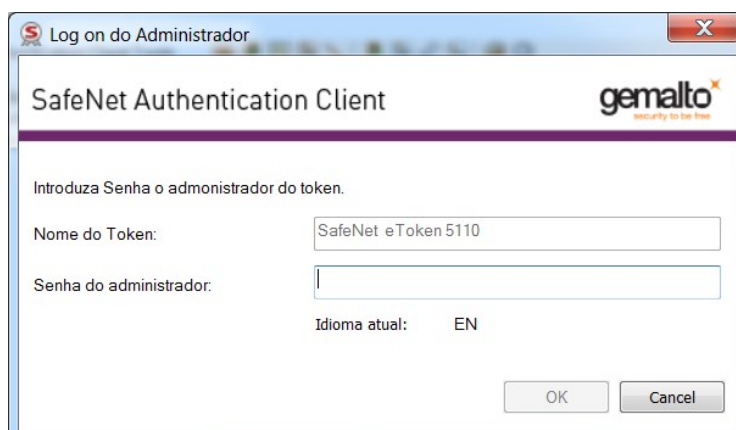 Log on do Administrador
SafeNet Authentication Client
gemalto
security to be free
Introduza Senha o admonistrador do token.
Nome do Token: SafeNet eToken 5110
Senha do administrador:
Idioma atual: EN
OK Cancel